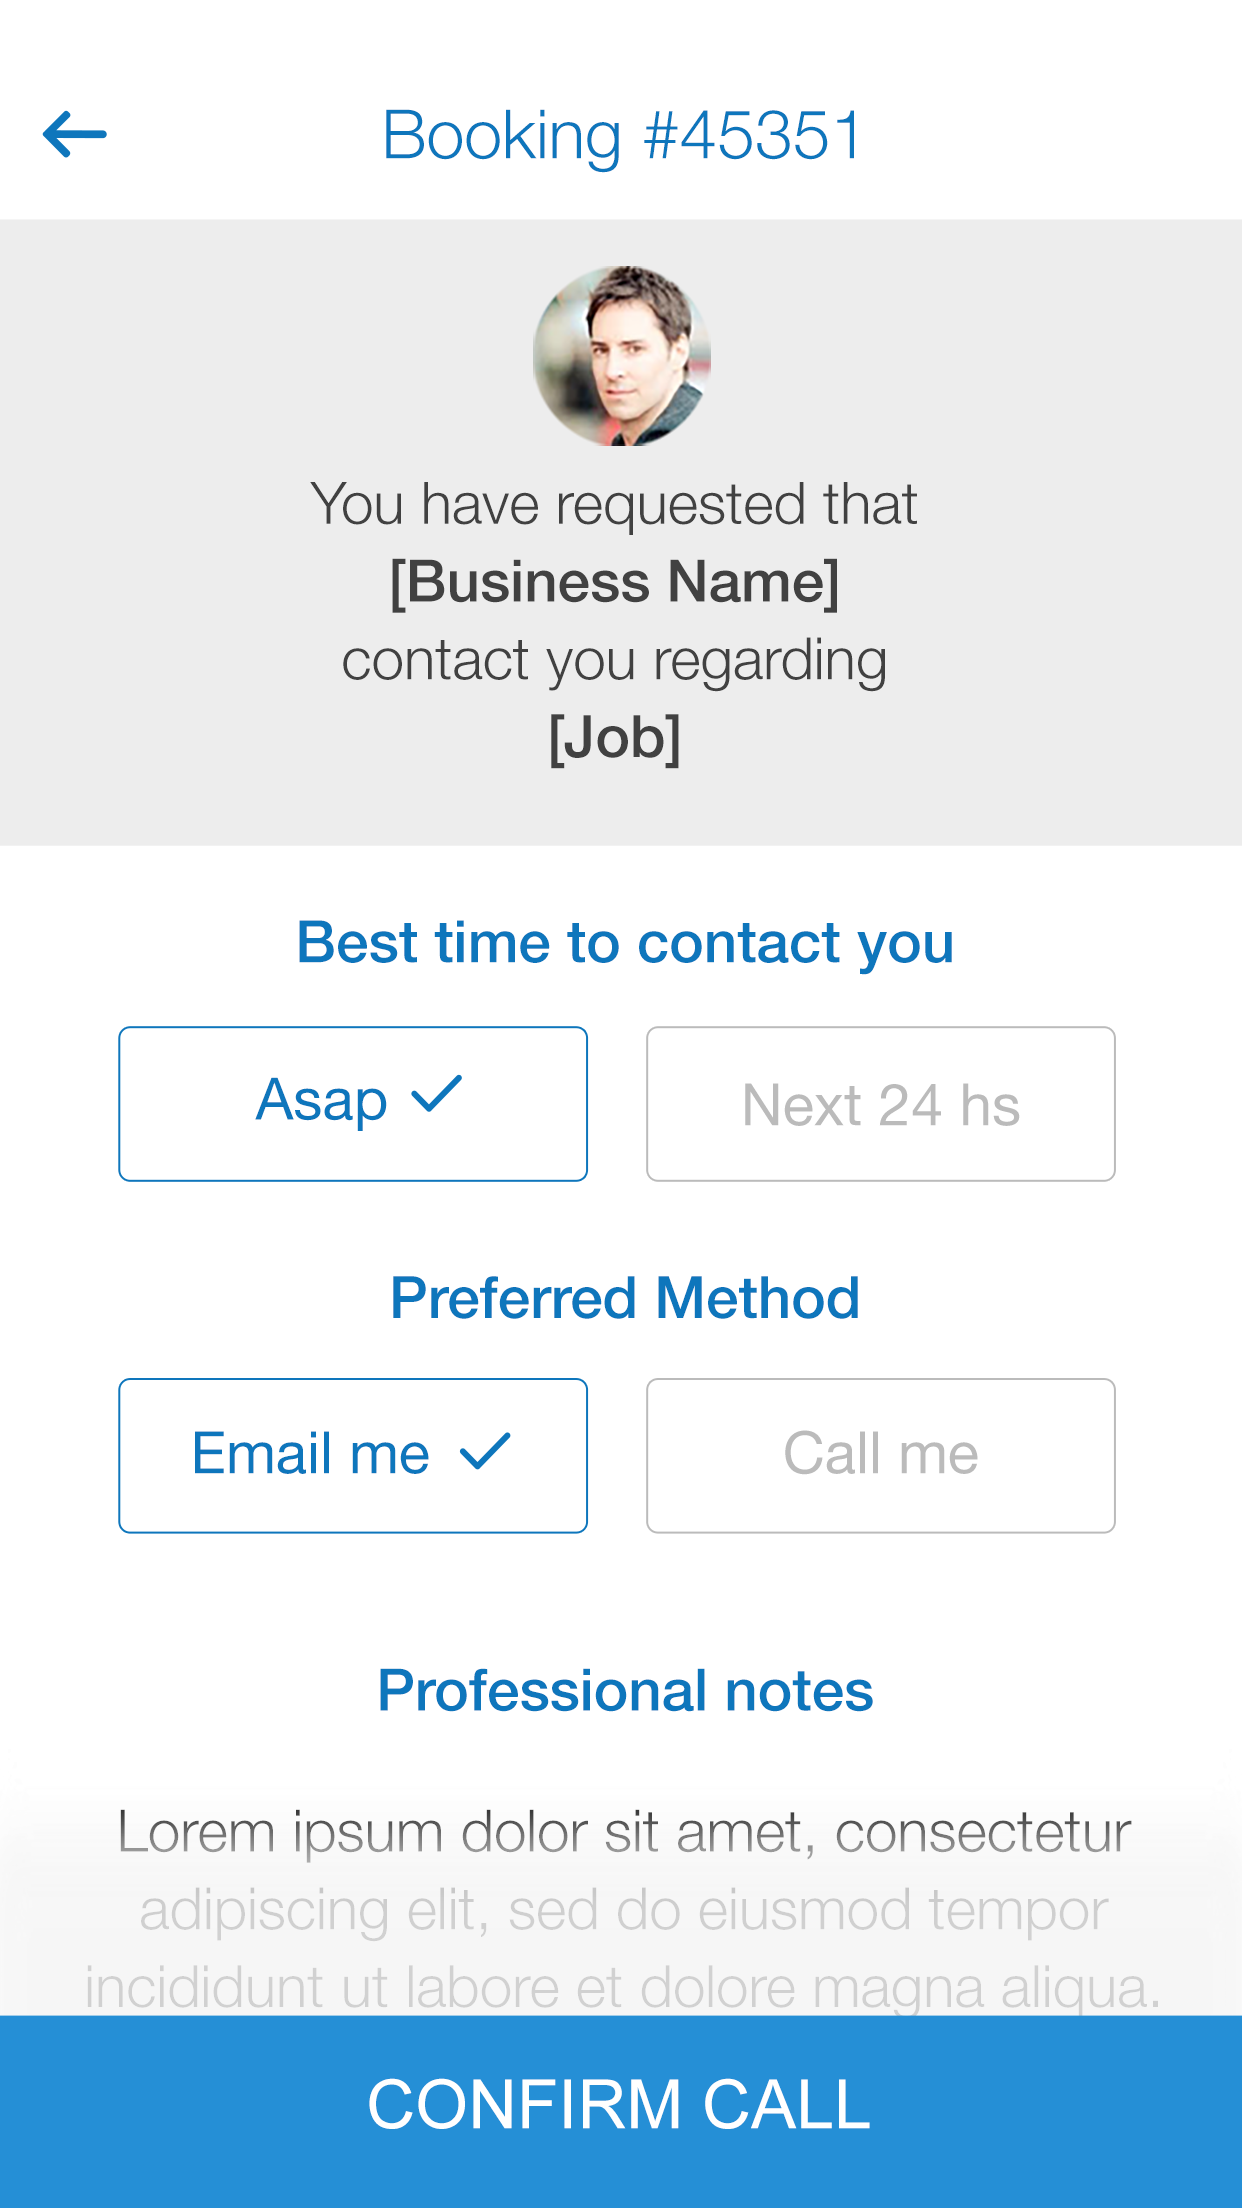 Booking #45351
You have requested that
[Business Name]
contact you regarding
[Job]
Best time to contact you
Asap
Next 24 hs
Preferred Method
Email me
Call me
Professional notes
Lorem ipsum dolor sit amet, consectetur
adipiscing elit, sed do eiusmod tempor
incididunt ut labore et dolore magna aliqua.
CONFIRM CALL